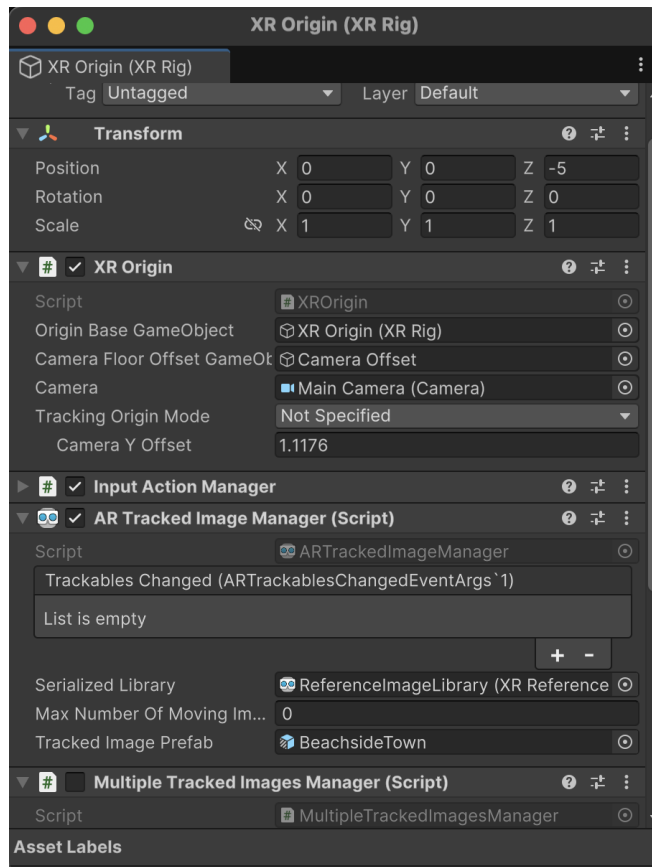 XR Origin (XR Rig)
XR Origin (XR Rig)
Tag Untagged Layer Default
Transform
Position X 0 Y 0 Z -5
Rotation X 0 Y 0 Z 0
Scale X 1 Y 1 Z 1
# XR Origin
Script # XROrigin
Origin Base GameObject XR Origin (XR Rig)
Camera Floor Offset GameOb Camera Offset
Camera Main Camera (Camera)
Tracking Origin Mode Not Specified
Camera Y Offset 1.1176
# Input Action Manager
AR Tracked Image Manager (Script)
Script ARTrackedImageManager
Trackables Changed (ARTrackablesChangedEventArgs`1)
List is empty
+ -
Serialized Library ReferenceImageLibrary (XR Reference
Max Number Of Moving Im... 0
Tracked Image Prefab BeachsideTown
# Multiple Tracked Images Manager (Script)
Script # MultipleTrackedImagesManager
Asset Labels